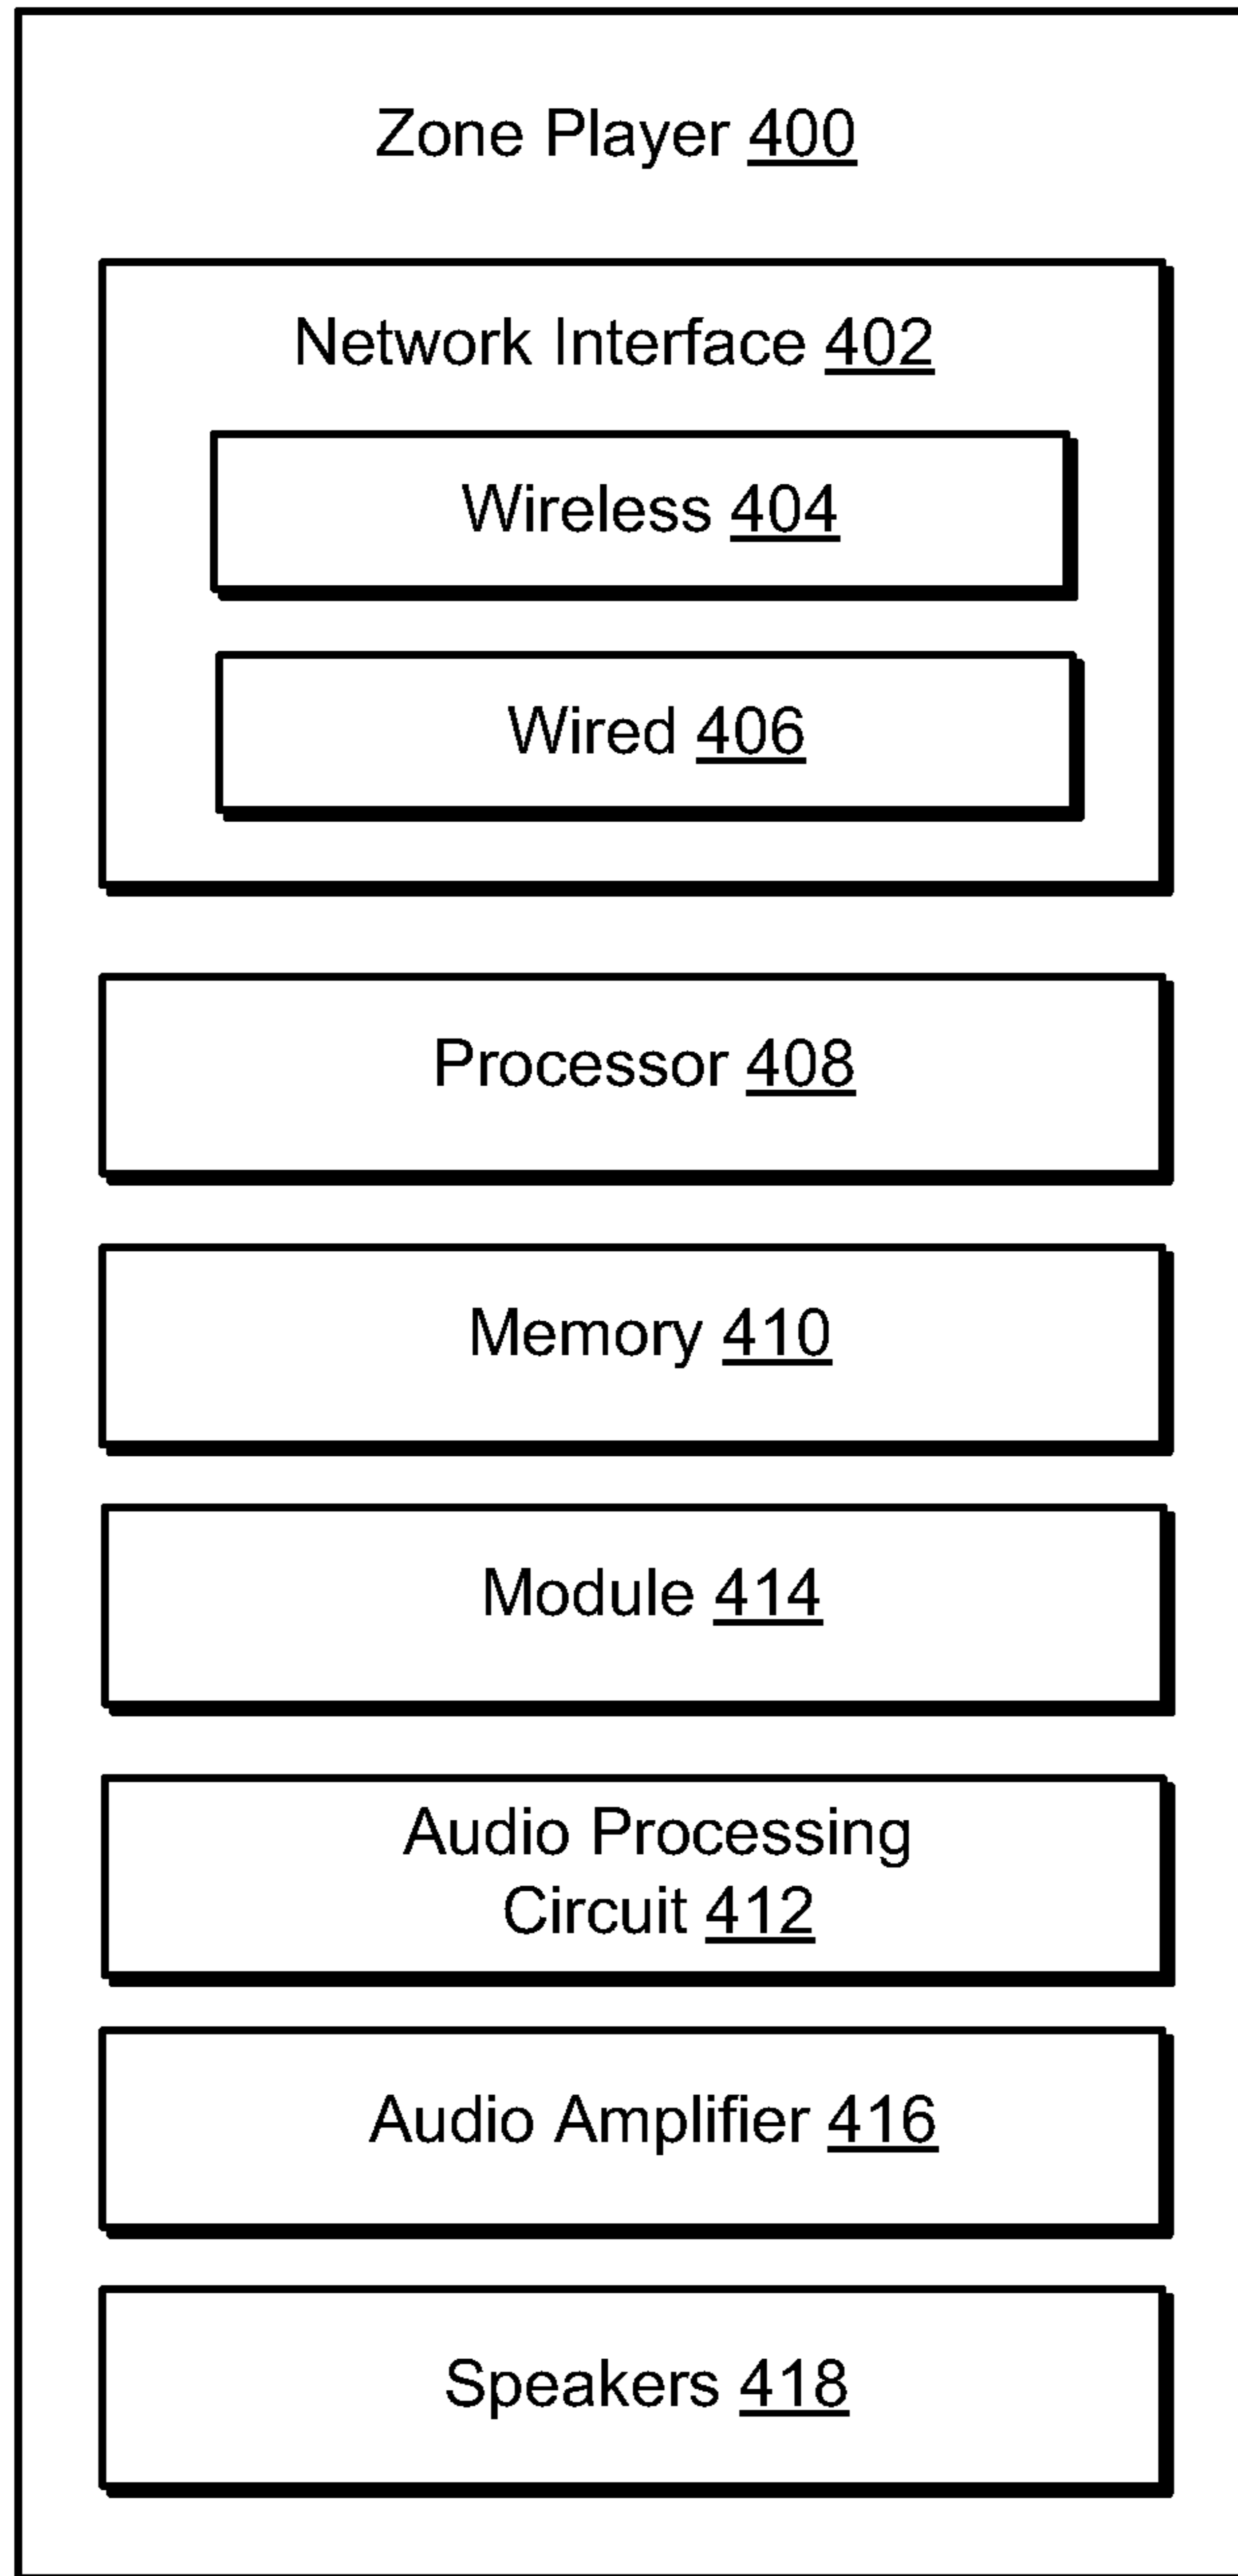 Zone Player 400
Network Interface 402
Wireless 404
Wired 406
Processor 408
Memory 410
Module 414
Audio Processing
Circuit 412
Audio Amplifier 416
Speakers 418